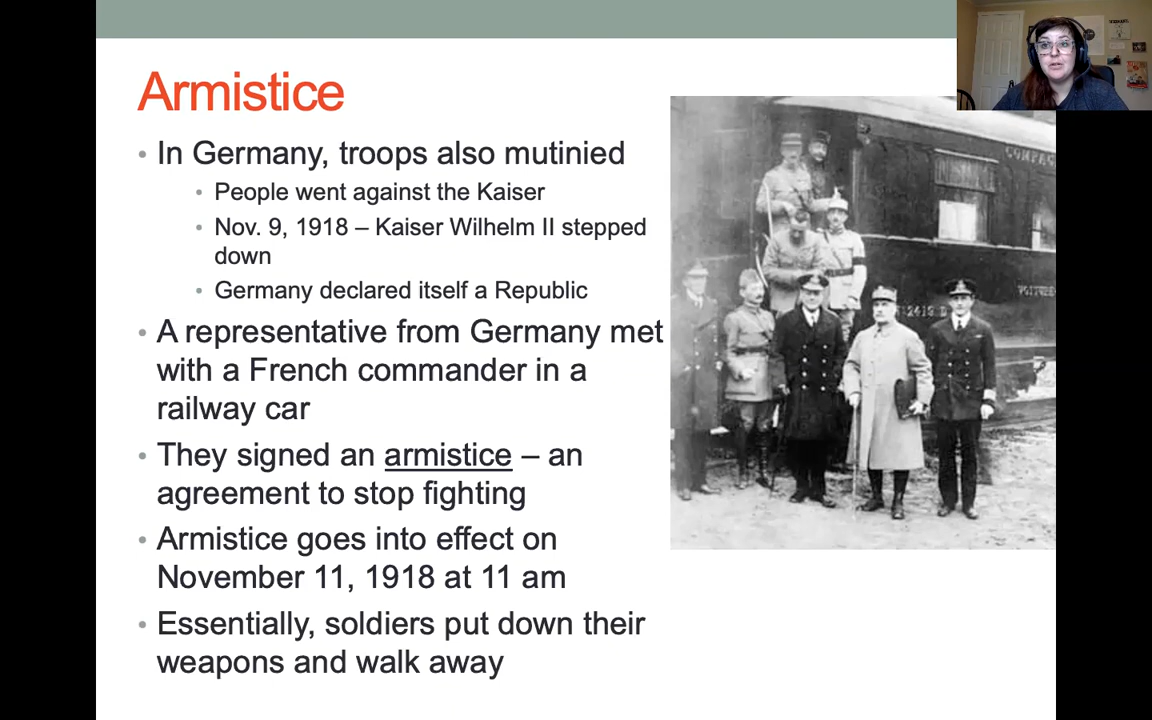 Armistice
• In Germany, troops also mutinied
• People went against the Kaiser
• Nov. 9, 1918 – Kaiser Wilhelm II stepped
down
• Germany declared itself a Republic
• A representative from Germany met
with a French commander in a
railway car
• They signed an armistice – an
agreement to stop fighting
• Armistice goes into effect on
November 11, 1918 at 11 am
• Essentially, soldiers put down their
weapons and walk away
2419 D